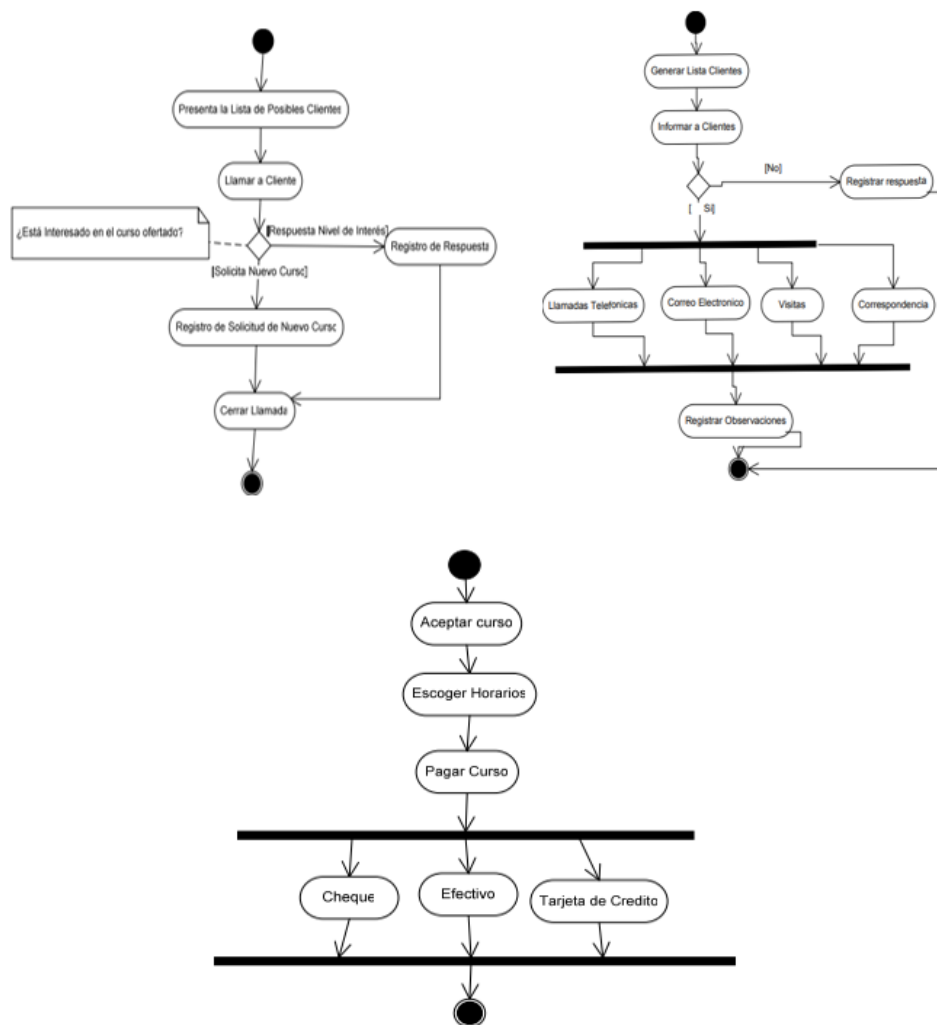 Presenta la Lista de Posibles Clientes
Llamar a Cliente
¿Está Interesado en el curso ofertado?
[Respuesta Nivel de Interés]
Registro de Respuesta
[Solicita Nuevo Curso]
Registro de Solicitud de Nuevo Curso
Cerrar Llamada
Generar Lista Clientes
Informar a Clientes
[No]
Registrar respuesta
[ Si]
Llamadas Telefonicas
Correo Electronico
Visitas
Correspondencia
Registrar Observaciones
Aceptar curso
Escoger Horarios
Pagar Curso
Cheque
Efectivo
Tarjeta de Credito